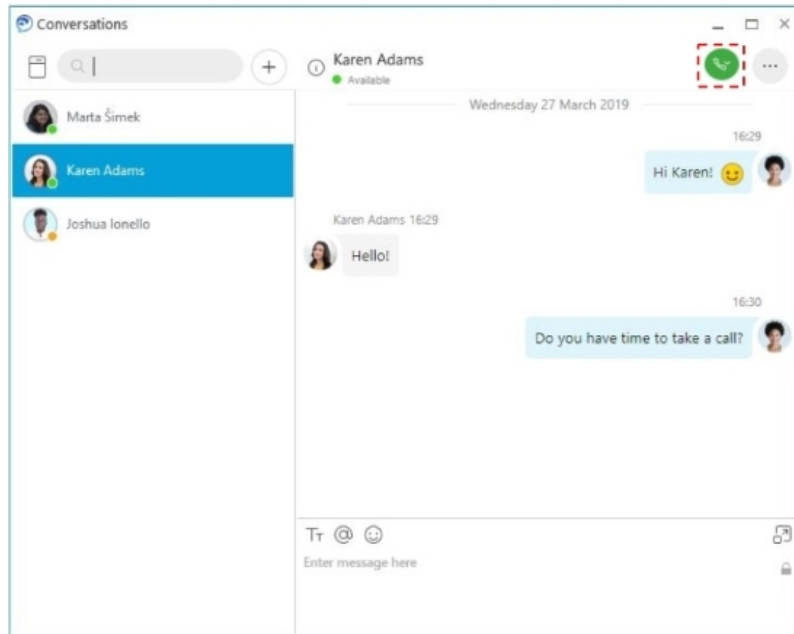 Conversations
Karen Adams
Available
Marta Šimek
Karen Adams
Joshua Ionello
Wednesday 27 March 2019
16:29
Hi Karen!
Karen Adams 16:29
Hello!
16:30
Do you have time to take a call?
Enter message here